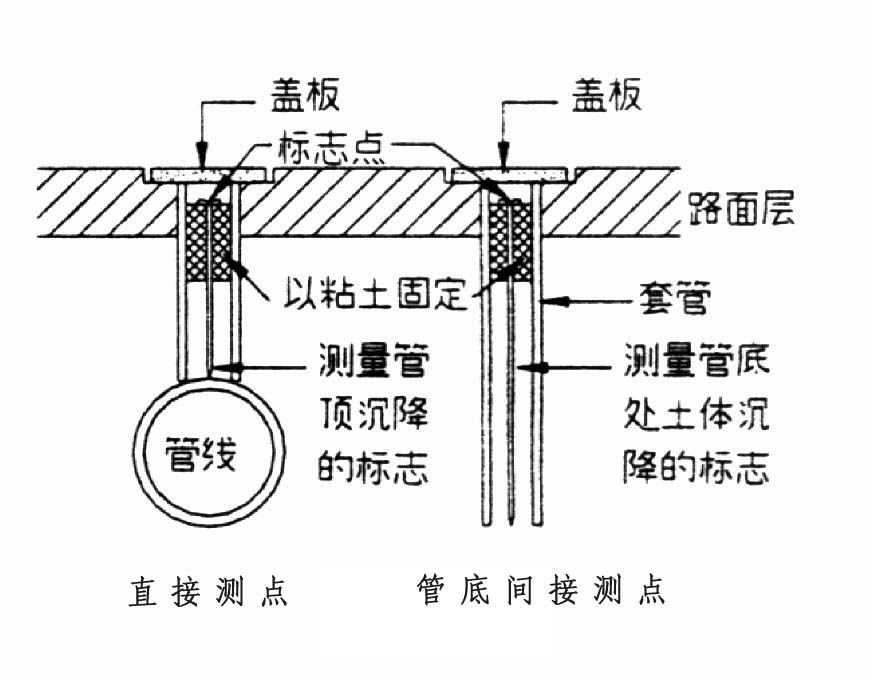 盖板
盖板
标志点
路面层
以粘土固定
套管
测量管
顶沉降
的标志
测量管底
处土体沉
降的标志
管线
直接测点
管底间接测点